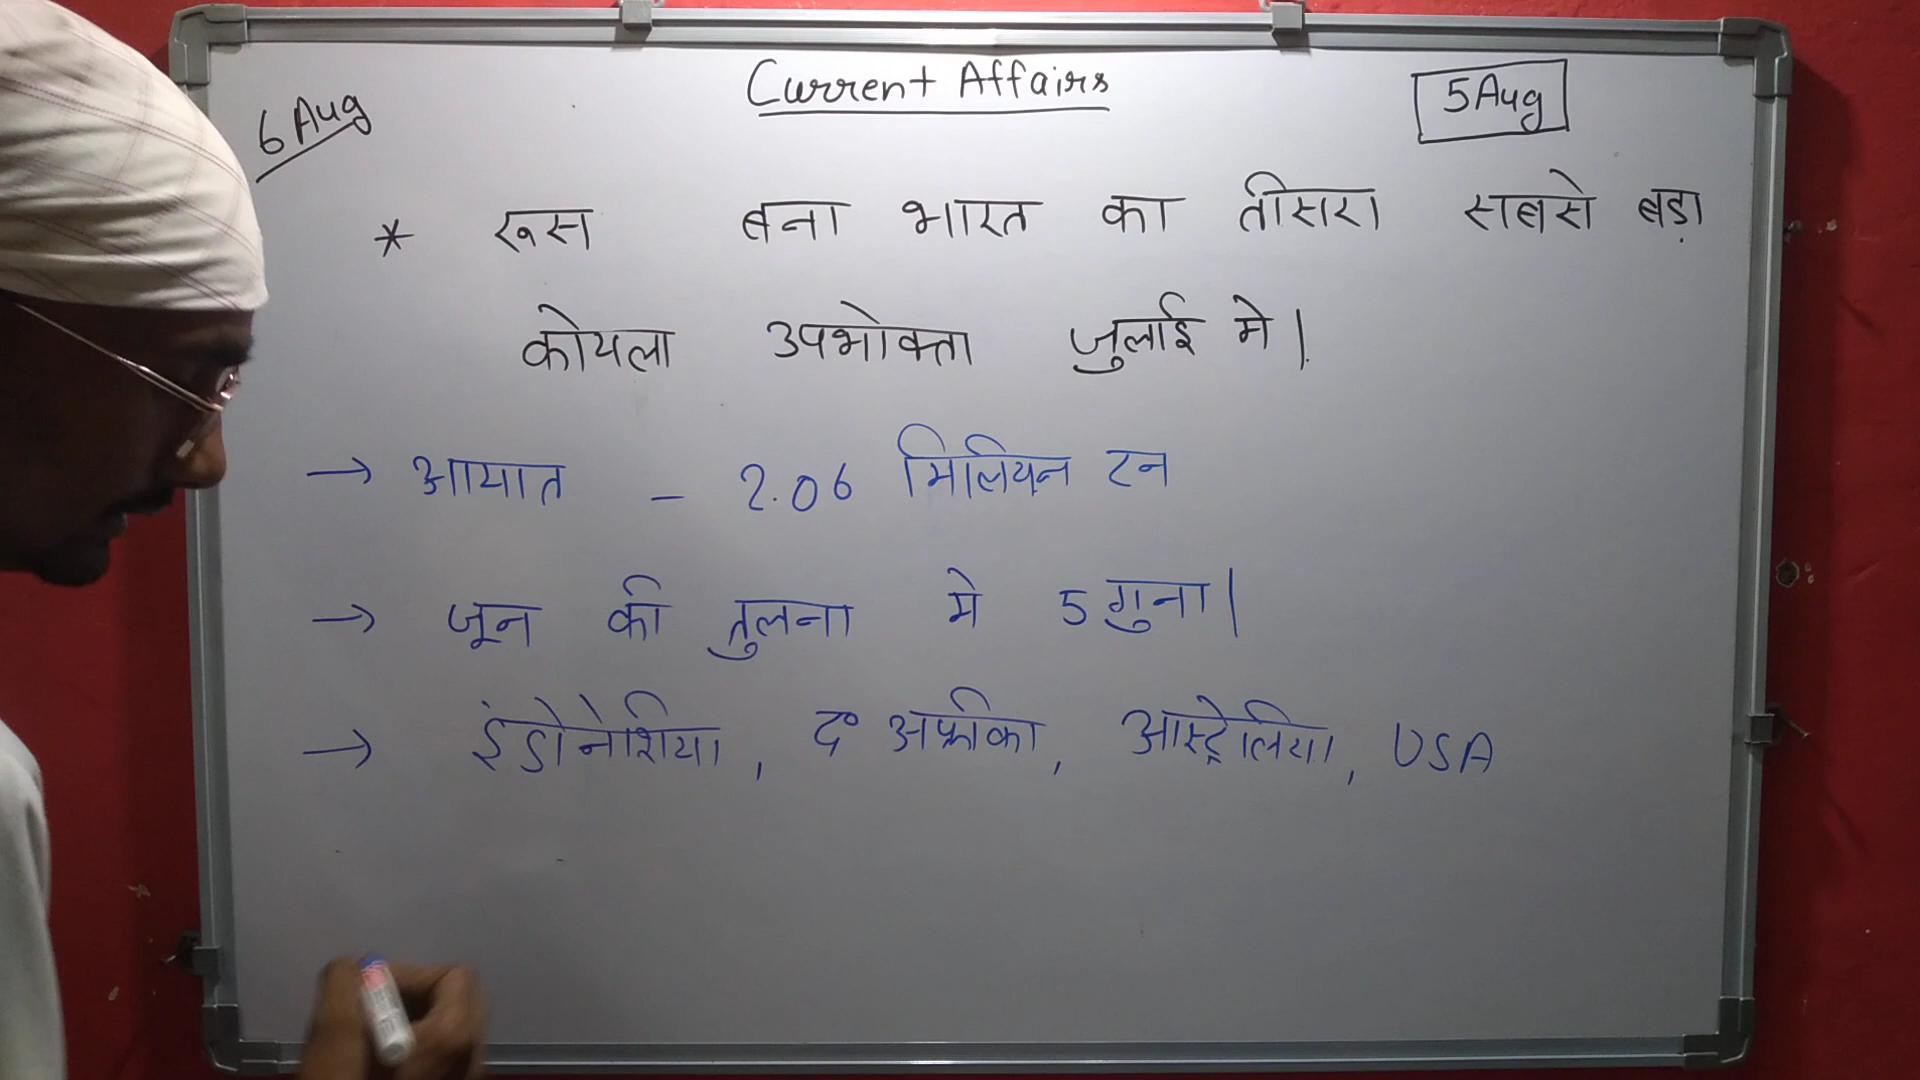 Current Affairs
5 Aug
6 Aug
* रूस बना भारत का तीसरा सबसे बड़ा
कोयला उपभोक्ता जुलाई मे।
→ आयात - 2.06 मिलियन टन
→ जून की तुलना मे 5 गुना।
→ इंडोनेशिया, द॰ अफ्रीका, आस्ट्रेलिया, USA